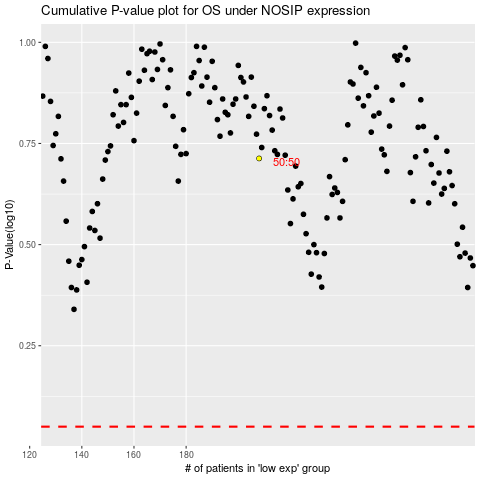 Cumulative P-value plot for OS under NOSIP expression
P-Value(log10)
1.00
0.75
0.50
0.25
50:50
120 140 160 180
# of patients in 'low exp' group